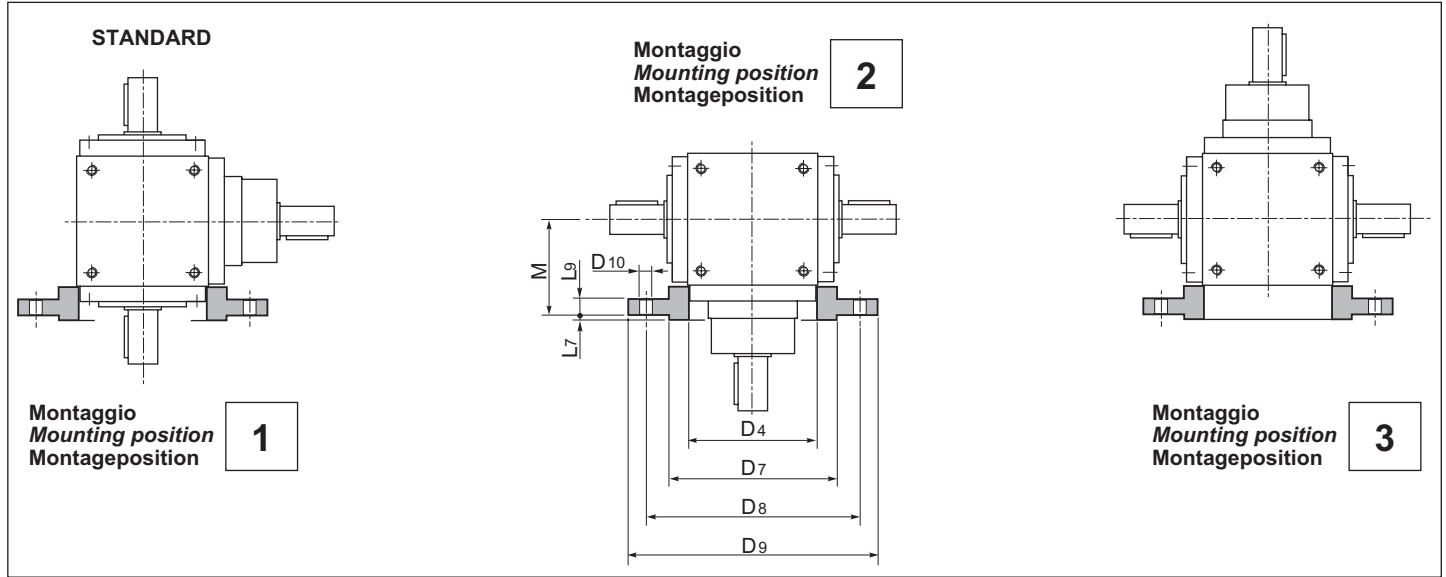 STANDARD
Montaggio
Mounting position
Montageposition
1
Montaggio
Mounting position
Montageposition
2
M
L9
D10
L7
D4
D7
D8
D9
Montaggio
Mounting position
Montageposition
3